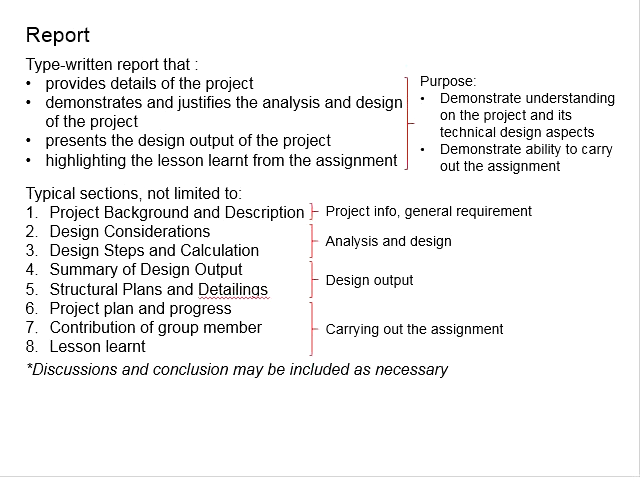 Report
Type-written report that :
• provides details of the project
• demonstrates and justifies the analysis and design
of the project
• presents the design output of the project
• highlighting the lesson learnt from the assignment
Purpose:
• Demonstrate understanding
on the project and its
technical design aspects
• Demonstrate ability to carry
out the assignment
Typical sections, not limited to:
1. Project Background and Description
2. Design Considerations
3. Design Steps and Calculation
4. Summary of Design Output
5. Structural Plans and Detailings
6. Project plan and progress
7. Contribution of group member
8. Lesson learnt
Project info, general requirement
Analysis and design
Design output
Carrying out the assignment
*Discussions and conclusion may be included as necessary